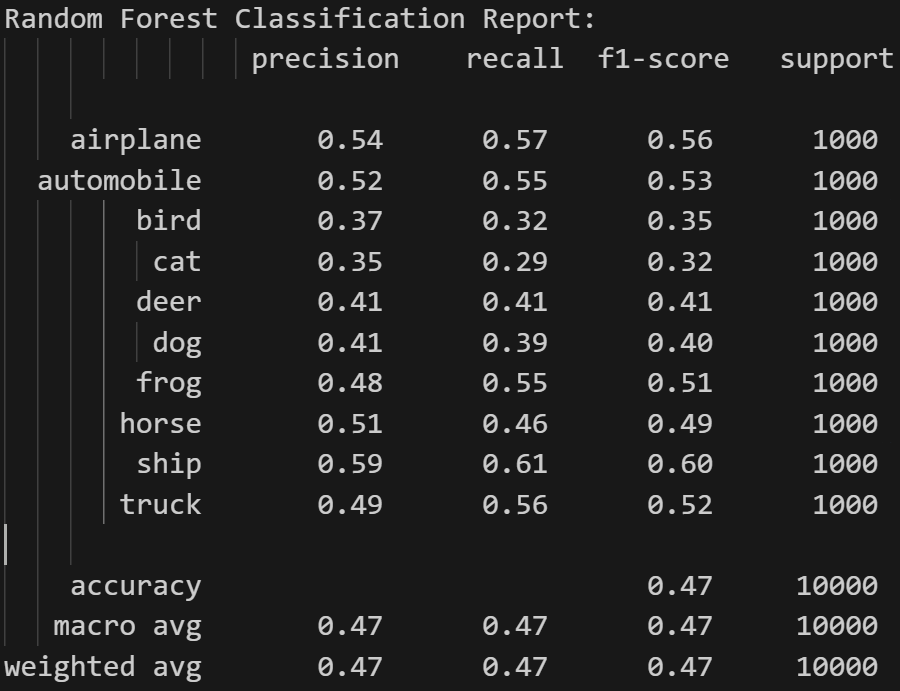 Random Forest Classification Report:
precision recall f1-score support
airplane 0.54 0.57 0.56 1000
automobile 0.52 0.55 0.53 1000
bird 0.37 0.32 0.35 1000
cat 0.35 0.29 0.32 1000
deer 0.41 0.41 0.41 1000
dog 0.41 0.39 0.40 1000
frog 0.48 0.55 0.51 1000
horse 0.51 0.46 0.49 1000
ship 0.59 0.61 0.60 1000
truck 0.49 0.56 0.52 1000
accuracy 0.47 10000
macro avg 0.47 0.47 0.47 10000
weighted avg 0.47 0.47 0.47 10000